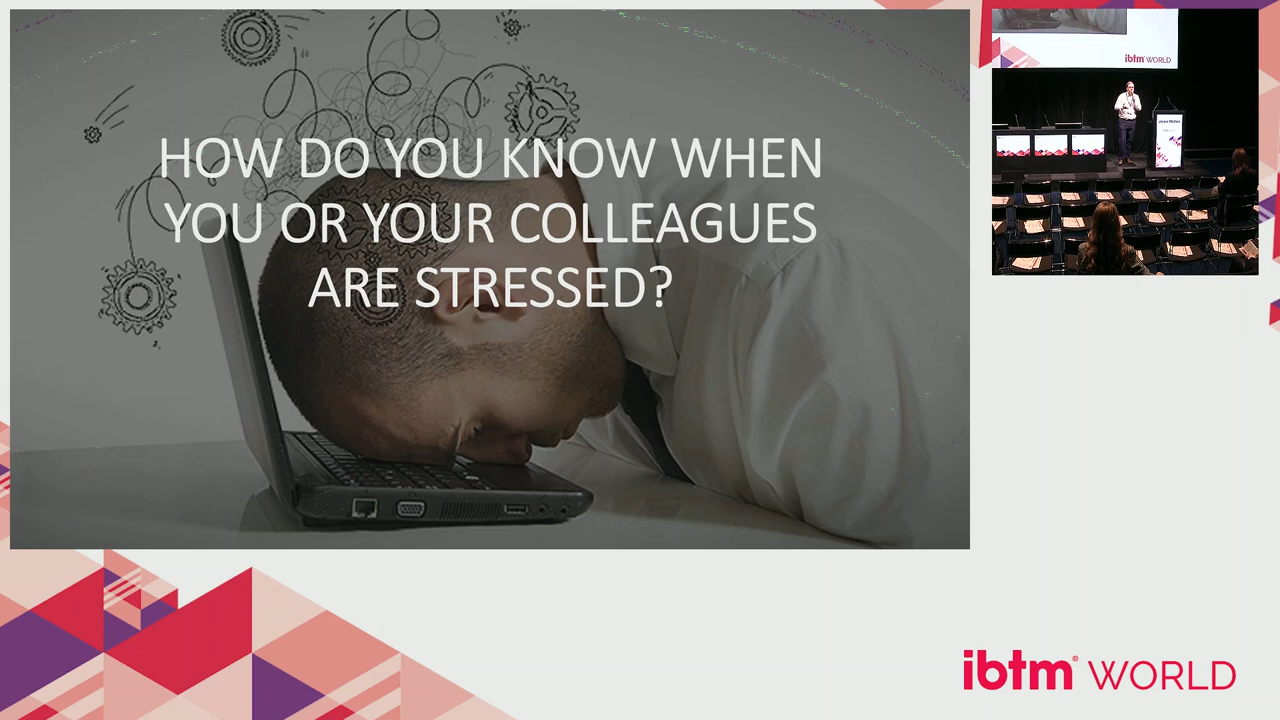 HOW DO YOU KNOW WHEN
YOU OR YOUR COLLEAGUES
ARE STRESSED?
ibtm WORLD
ibtm® WORLD